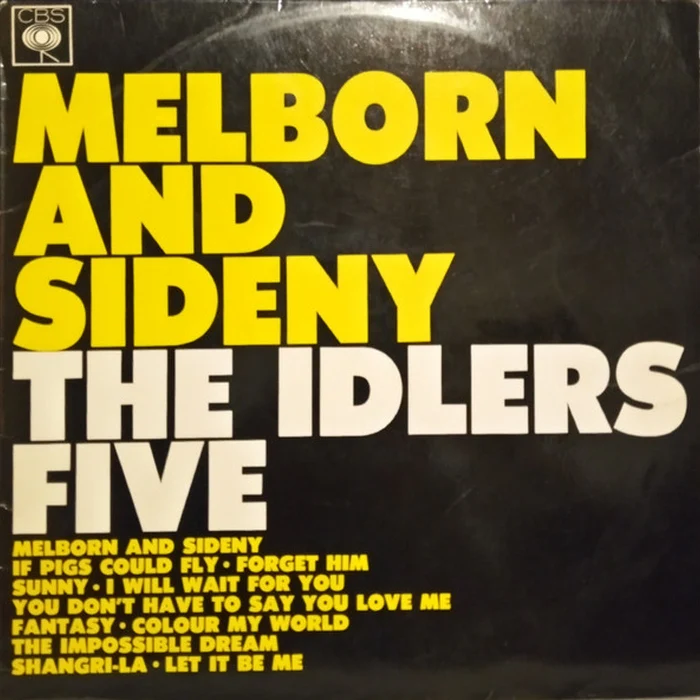 CBS
MELBORN
AND
SIDENY
THE IDLERS
FIVE
MELBORN AND SIDENY
IF PIGS COULD FLY · FORGET HIM
SUNNY · I WILL WAIT FOR YOU
YOU DON'T HAVE TO SAY YOU LOVE ME
FANTASY · COLOUR MY WORLD
THE IMPOSSIBLE DREAM
SHANGRI-LA · LET IT BE ME